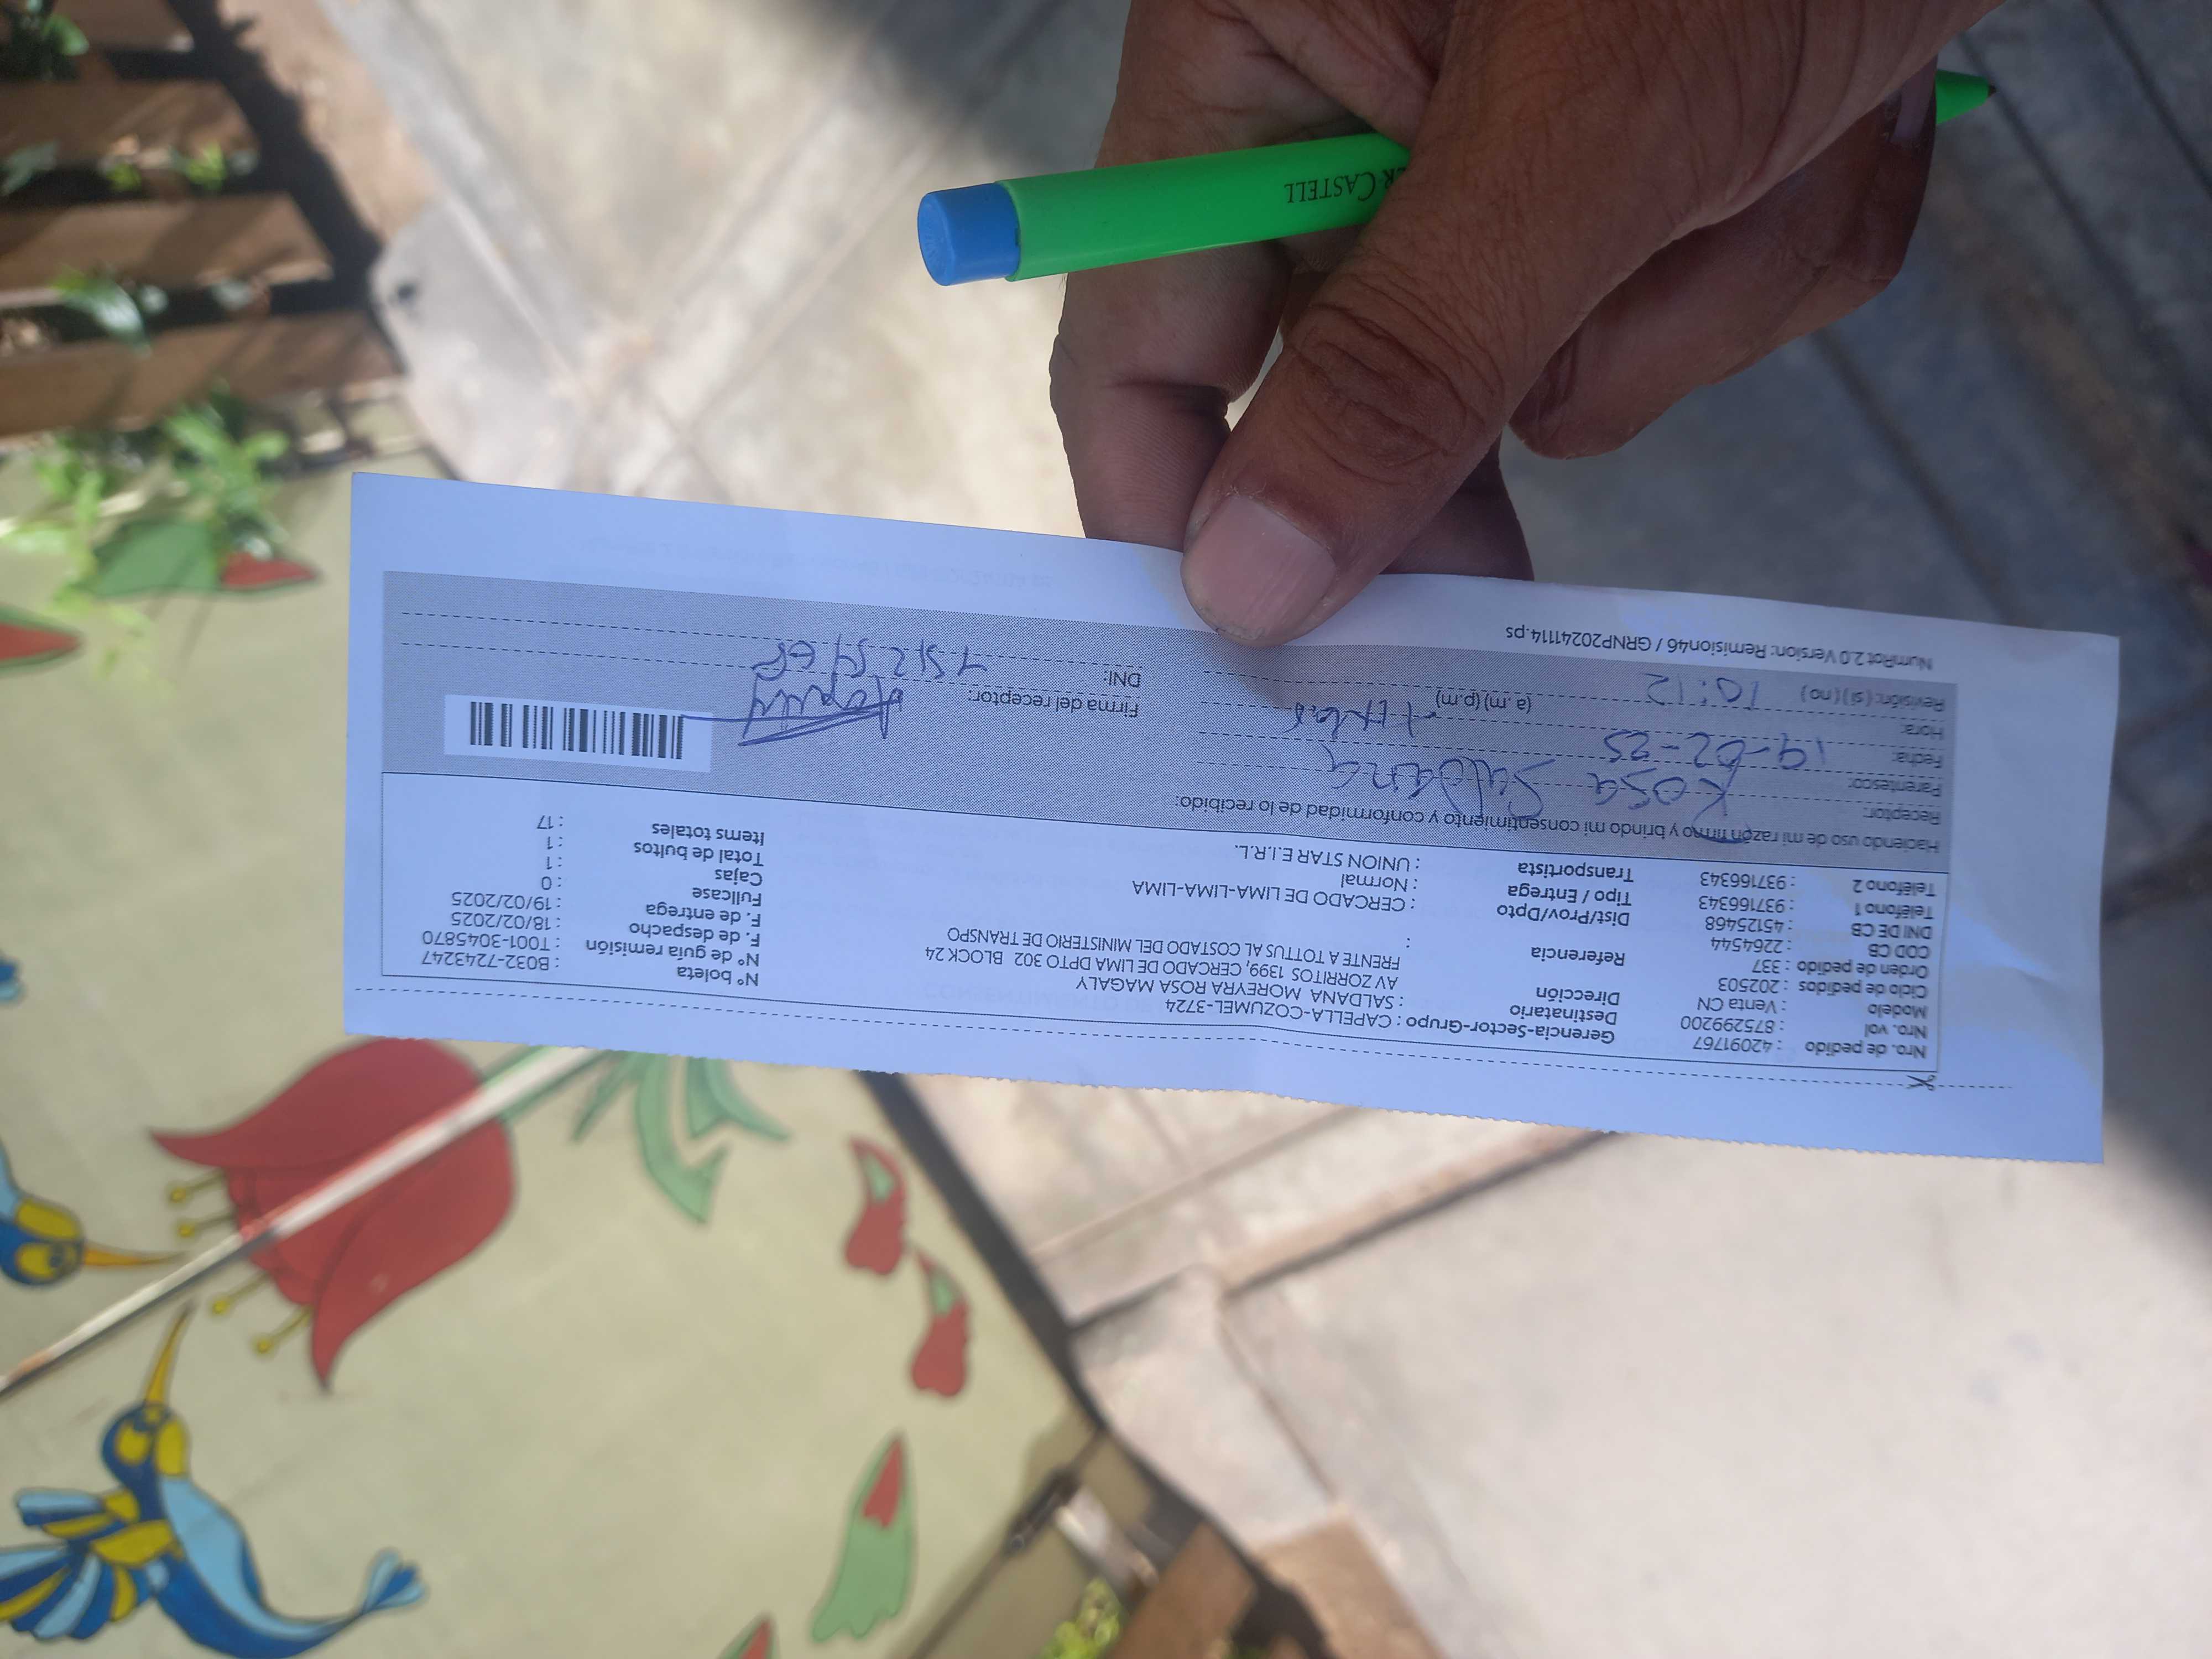 Nro. de pedido : 42091767
Nro. vol : 875299200
Modelo : Venta CN
Ciclo de pedidos : 202503
Orden de pedido : 337
COD CB : 2264544
DNI DE CB : 45125468
Teléfono 1 : 937166343
Teléfono 2 : 937166343
Gerencia-Sector-Grupo : CAPELLA-COZUMEL-3724
Destinatario : SALDANA MOREYRA ROSA MAGALY
Dirección AV ZORRITOS 1399, CERCADO DE LIMA DPTO 302 BLOCK 24
FRENTE A TOTTUS AL COSTADO DEL MINISTERIO DE TRANSPO
Referencia :
Dist/Prov/Dpto : CERCADO DE LIMA-LIMA-LIMA
Tipo / Entrega : Normal
Transportista : UNION STAR E.I.R.L.
N° boleta : B032-7243247
N° de guía remisión : T001-3045870
F. de despacho : 18/02/2025
F. de entrega : 19/02/2025
Fullcase : 0
Cajas : 1
Total de bultos : 1
Items totales : 17
Haciendo uso de mi razón firmo y brindo mi consentimiento y conformidad de lo recibido:
Receptor: Rosa Saldana
Parentesco:
Fecha: 19-02-25
Hora: 10:12 (a.m) (p.m)
Revisión: (si) (no)
Firma del receptor:
DNI: 45125468
NumRot 2.0 Version: Remision46 / GRNP20241114.ps
ER CASTELL